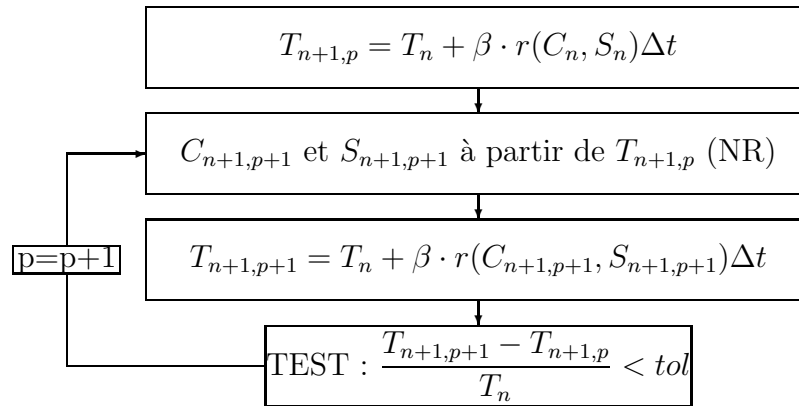 T_{n+1,p} = T_n + β · r(C_n, S_n)Δt
C_{n+1,p+1} et S_{n+1,p+1} à partir de T_{n+1,p} (NR)
T_{n+1,p+1} = T_n + β · r(C_{n+1,p+1}, S_{n+1,p+1})Δt
p=p+1
TEST : \frac{T_{n+1,p+1} − T_{n+1,p}}{T_n} < tol